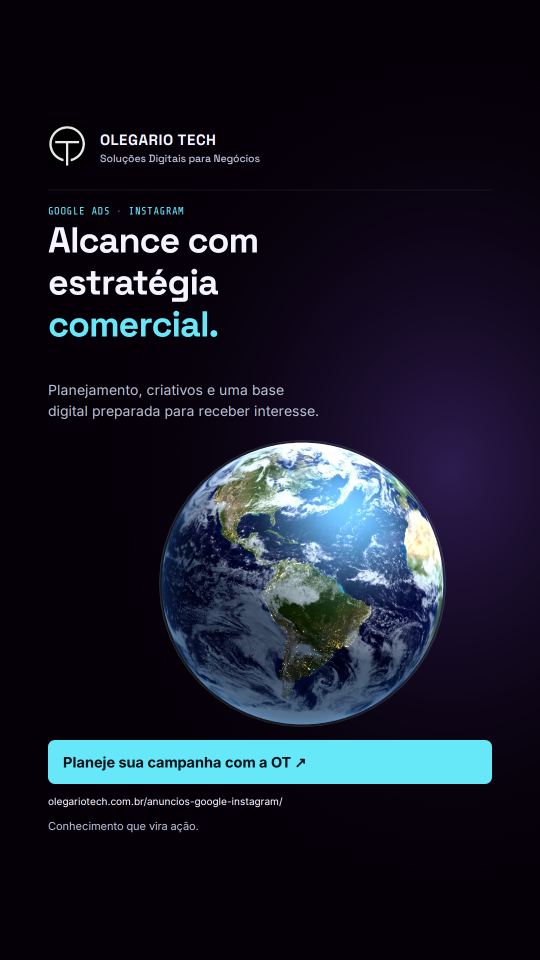 OLEGARIO TECH
Soluções Digitais para Negócios
GOOGLE ADS · INSTAGRAM
Alcance com
estratégia
comercial.
Planejamento, criativos e uma base
digital preparada para receber interesse.
Planeje sua campanha com a OT ↗
olegariotech.com.br/anuncios-google-instagram/
Conhecimento que vira ação.